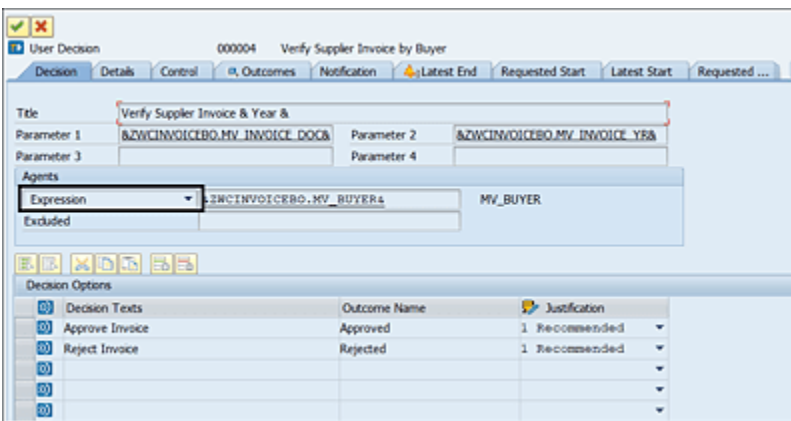 User Decision 000004 Verify Suppler Invoice by Buyer
Decision Details Control Outcomes Notification Latest End Requested Start Latest Start Requested ...
Title Verify Suppler Invoice & Year &
Parameter 1 &ZWCINVOICEBO.MV_INVOICE_DOC& Parameter 2 &ZWCINVOICEBO.MV_INVOICE_YR&
Parameter 3 Parameter 4
Agents
Expression &ZWCINVOICEBO.MV_BUYER& MV_BUYER
Excluded
Decision Options
Decision Texts Outcome Name Justification
Approve Invoice Approved 1 Recommended
Reject Invoice Rejected 1 Recommended